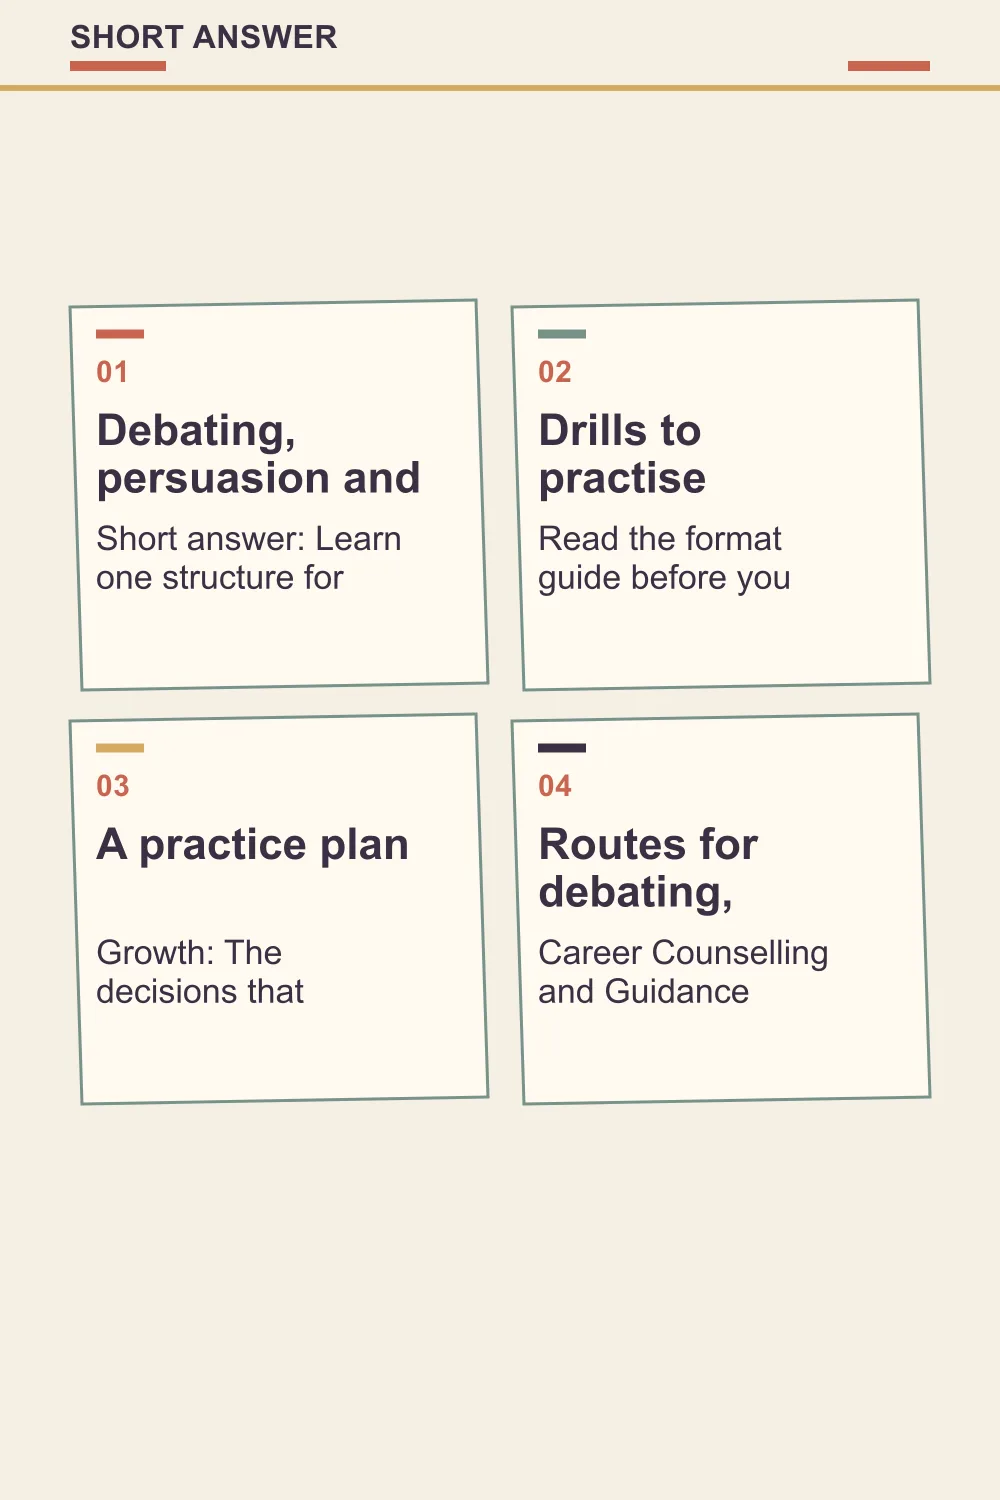 SHORT ANSWER
01
Debating,
persuasion and
Short answer: Learn
one structure for
02
Drills to
practise
Read the format
guide before you
03
A practice plan
Growth: The
decisions that
04
Routes for
debating,
Career Counselling
and Guidance